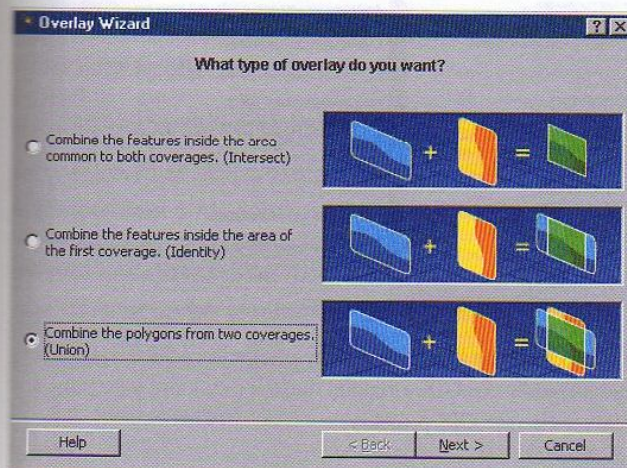 Overlay Wizard
What type of overlay do you want?
Combine the features inside the area
common to both coverages. (Intersect)
Combine the features inside the area of
the first coverage. (Identity)
Combine the polygons from two coverages.
(Union)
Help
< Back
Next >
Cancel